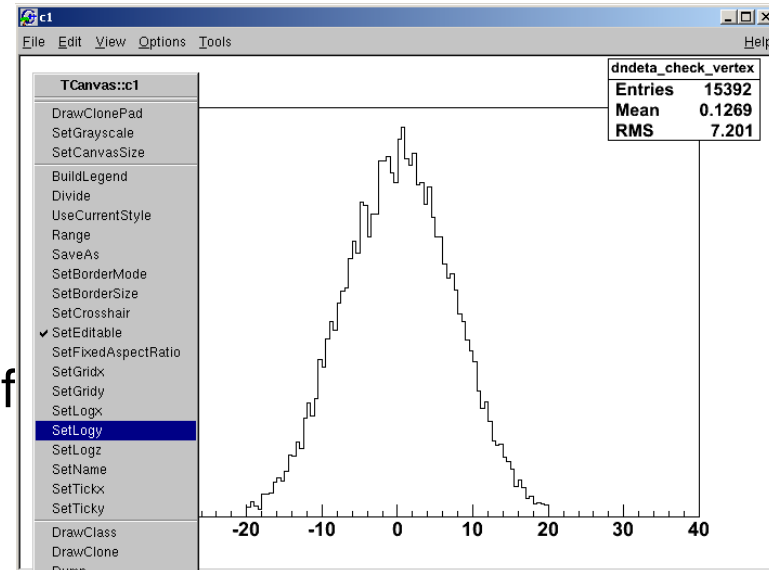 c1
File Edit View Options Tools Help
dndeta_check_vertex
Entries 15392
Mean 0.1269
RMS 7.201
TCanvas::c1
DrawClonePad
SetGrayscale
SetCanvasSize
BuildLegend
Divide
UseCurrentStyle
Range
SaveAs
SetBorderMode
SetBorderSize
SetCrosshair
SetEditable
SetFixedAspectRatio
SetGridx
SetGridy
SetLogx
SetLogy
SetLogz
SetName
SetTickx
SetTicky
DrawClass
DrawClone
f
-20 -10 0 10 20 30 40